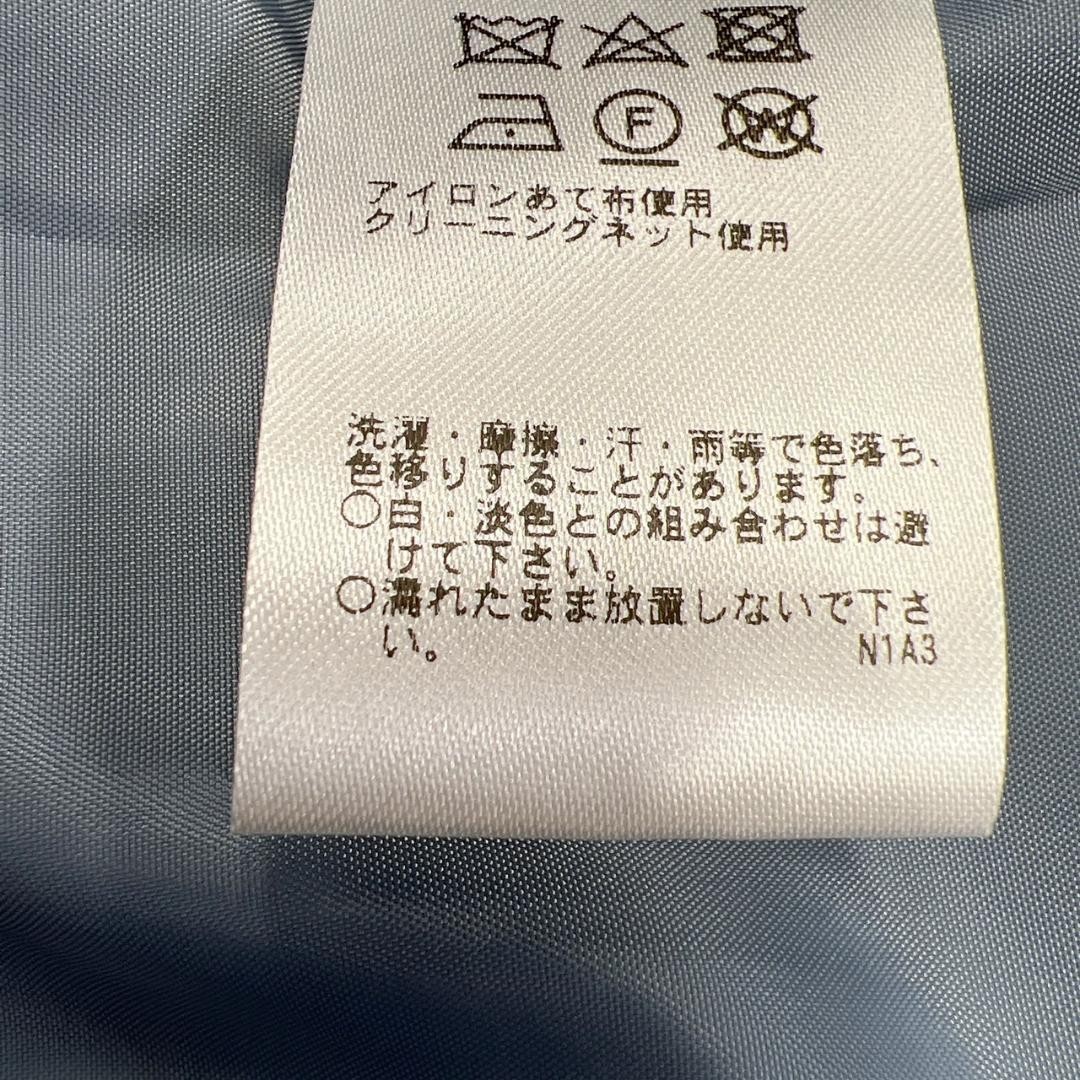 F
W
アイロンあて布使用
クリーニングネット使用
洗濯・摩擦・汗・雨等で色落ち、
色移りすることがあります。
○白・淡色との組み合わせは避
けて下さい。
○濡れたまま放置しないで下さ
い。
N1A3